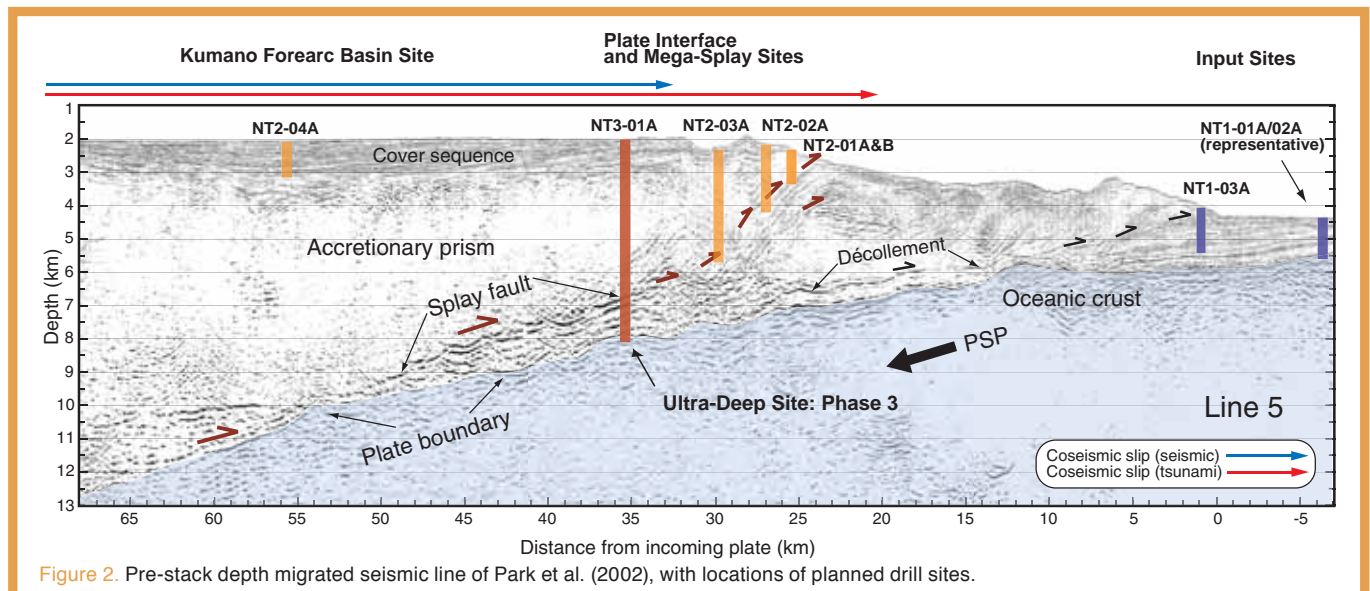 Kumano Forearc Basin Site
Plate Interface
and Mega-Splay Sites
Input Sites
NT2-04A
NT3-01A
NT2-03A
NT2-02A
NT2-01A&B
NT1-01A/02A
(representative)
NT1-03A
Cover sequence
Accretionary prism
Splay fault
Décollement
Oceanic crust
PSP
Ultra-Deep Site: Phase 3
Plate boundary
Line 5
Coseismic slip (seismic)
Coseismic slip (tsunami)
Depth (km)
1
2
3
4
5
6
7
8
9
10
11
12
13
65 60 55 50 45 40 35 30 25 20 15 10 5 0 -5
Distance from incoming plate (km)
Figure 2. Pre-stack depth migrated seismic line of Park et al. (2002), with locations of planned drill sites.